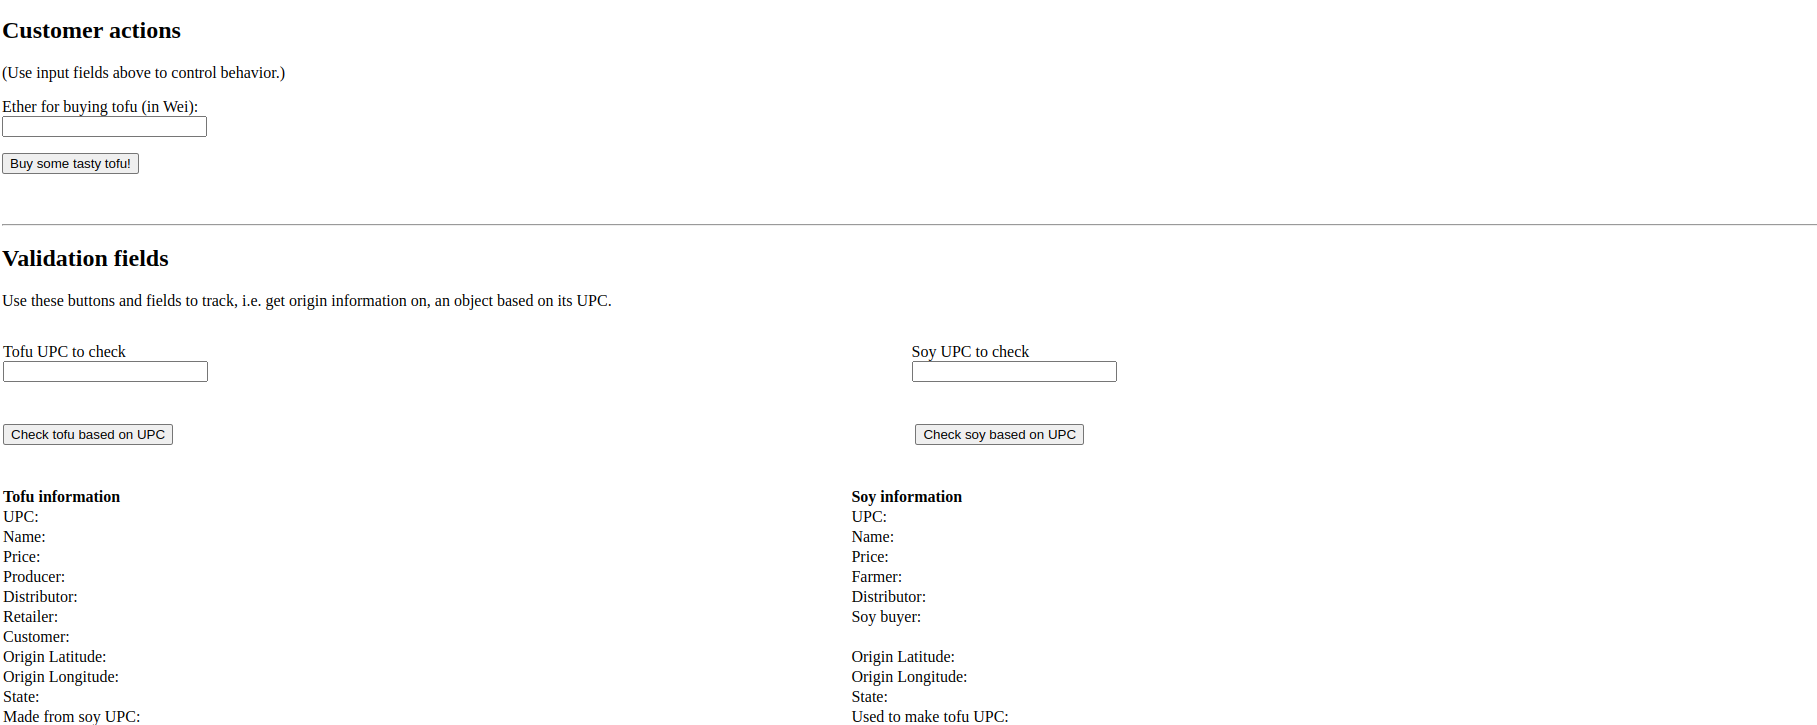 Customer actions
(Use input fields above to control behavior.)
Ether for buying tofu (in Wei):
Buy some tasty tofu!
Validation fields
Use these buttons and fields to track, i.e. get origin information on, an object based on its UPC.
Tofu UPC to check
Soy UPC to check
Check tofu based on UPC
Check soy based on UPC
Tofu information
UPC:
Name:
Price:
Producer:
Distributor:
Retailer:
Customer:
Origin Latitude:
Origin Longitude:
State:
Made from soy UPC:
Soy information
UPC:
Name:
Price:
Farmer:
Distributor:
Soy buyer:
Origin Latitude:
Origin Longitude:
State:
Used to make tofu UPC: